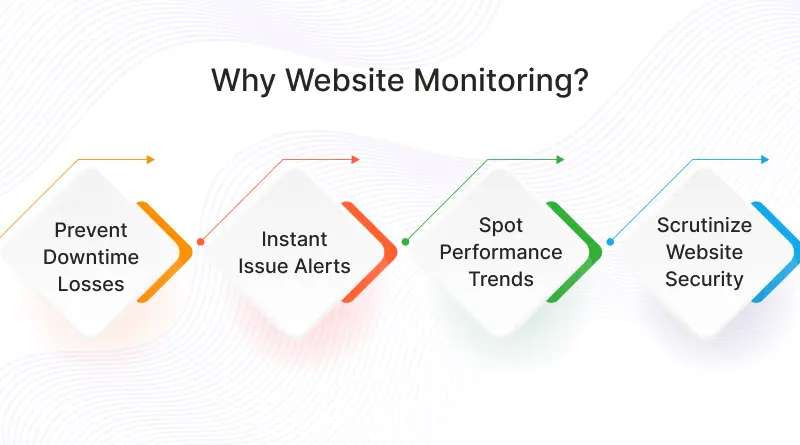 Why Website Monitoring?
Prevent
Downtime
Losses
Instant
Issue Alerts
Spot
Performance
Trends
Scrutinize
Website
Security